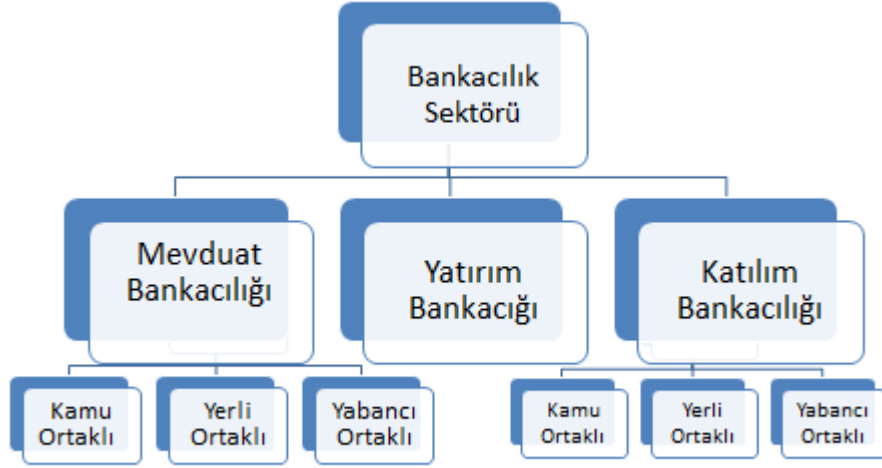 Bankacılık
Sektörü
Mevduat
Bankacılığı
Yatırım
Bankacığı
Katılım
Bankacılığı
Kamu
Ortaklı
Yerli
Ortaklı
Yabancı
Ortaklı
Kamu
Ortaklı
Yerli
Ortaklı
Yabancı
Ortaklı